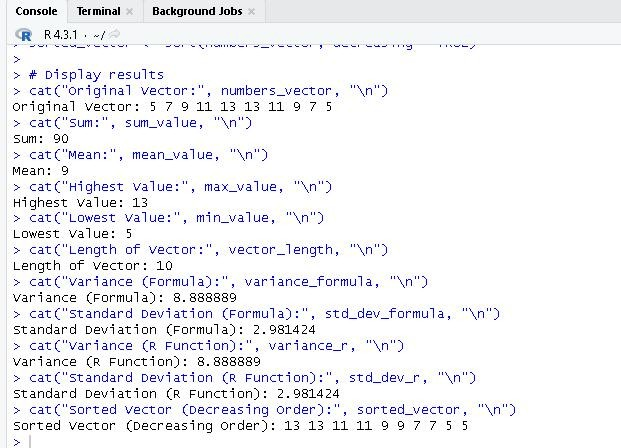 Console Terminal Background Jobs
R R 4.3.1 · ~/
>
> # Display results
> cat("Original Vector:", numbers_vector, "\n")
Original Vector: 5 7 9 11 13 13 11 9 7 5
> cat("Sum:", sum_value, "\n")
Sum: 90
> cat("Mean:", mean_value, "\n")
Mean: 9
> cat("Highest Value:", max_value, "\n")
Highest Value: 13
> cat("Lowest Value:", min_value, "\n")
Lowest Value: 5
> cat("Length of Vector:", vector_length, "\n")
Length of Vector: 10
> cat("Variance (Formula):", variance_formula, "\n")
Variance (Formula): 8.888889
> cat("Standard Deviation (Formula):", std_dev_formula, "\n")
Standard Deviation (Formula): 2.981424
> cat("Variance (R Function):", variance_r, "\n")
Variance (R Function): 8.888889
> cat("Standard Deviation (R Function):", std_dev_r, "\n")
Standard Deviation (R Function): 2.981424
> cat("Sorted Vector (Decreasing Order):", sorted_vector, "\n")
Sorted Vector (Decreasing Order): 13 13 11 11 9 9 7 7 5 5
>